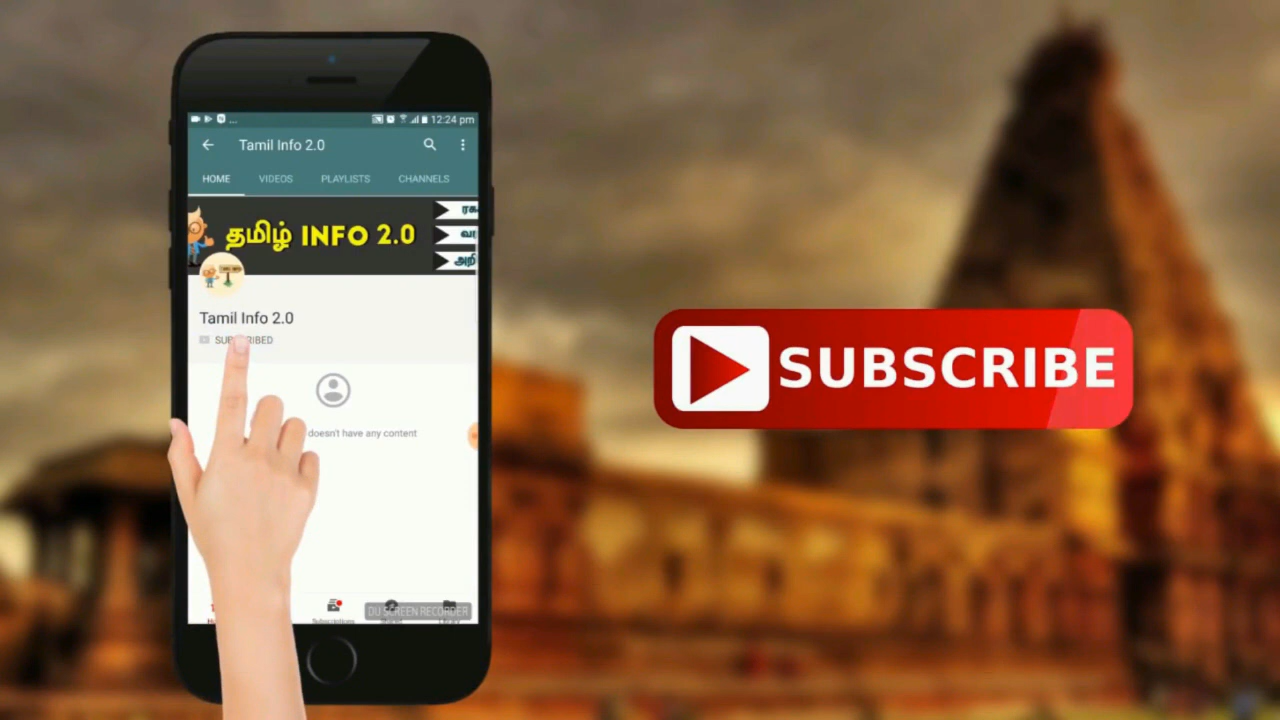 12:24 pm
Tamil Info 2.0
HOME VIDEOS PLAYLISTS CHANNELS
தமிழ் INFO 2.0
Tamil Info 2.0
doesn't have any content
SUBSCRIBE
Subscriptions
DU SCREEN RECORDER